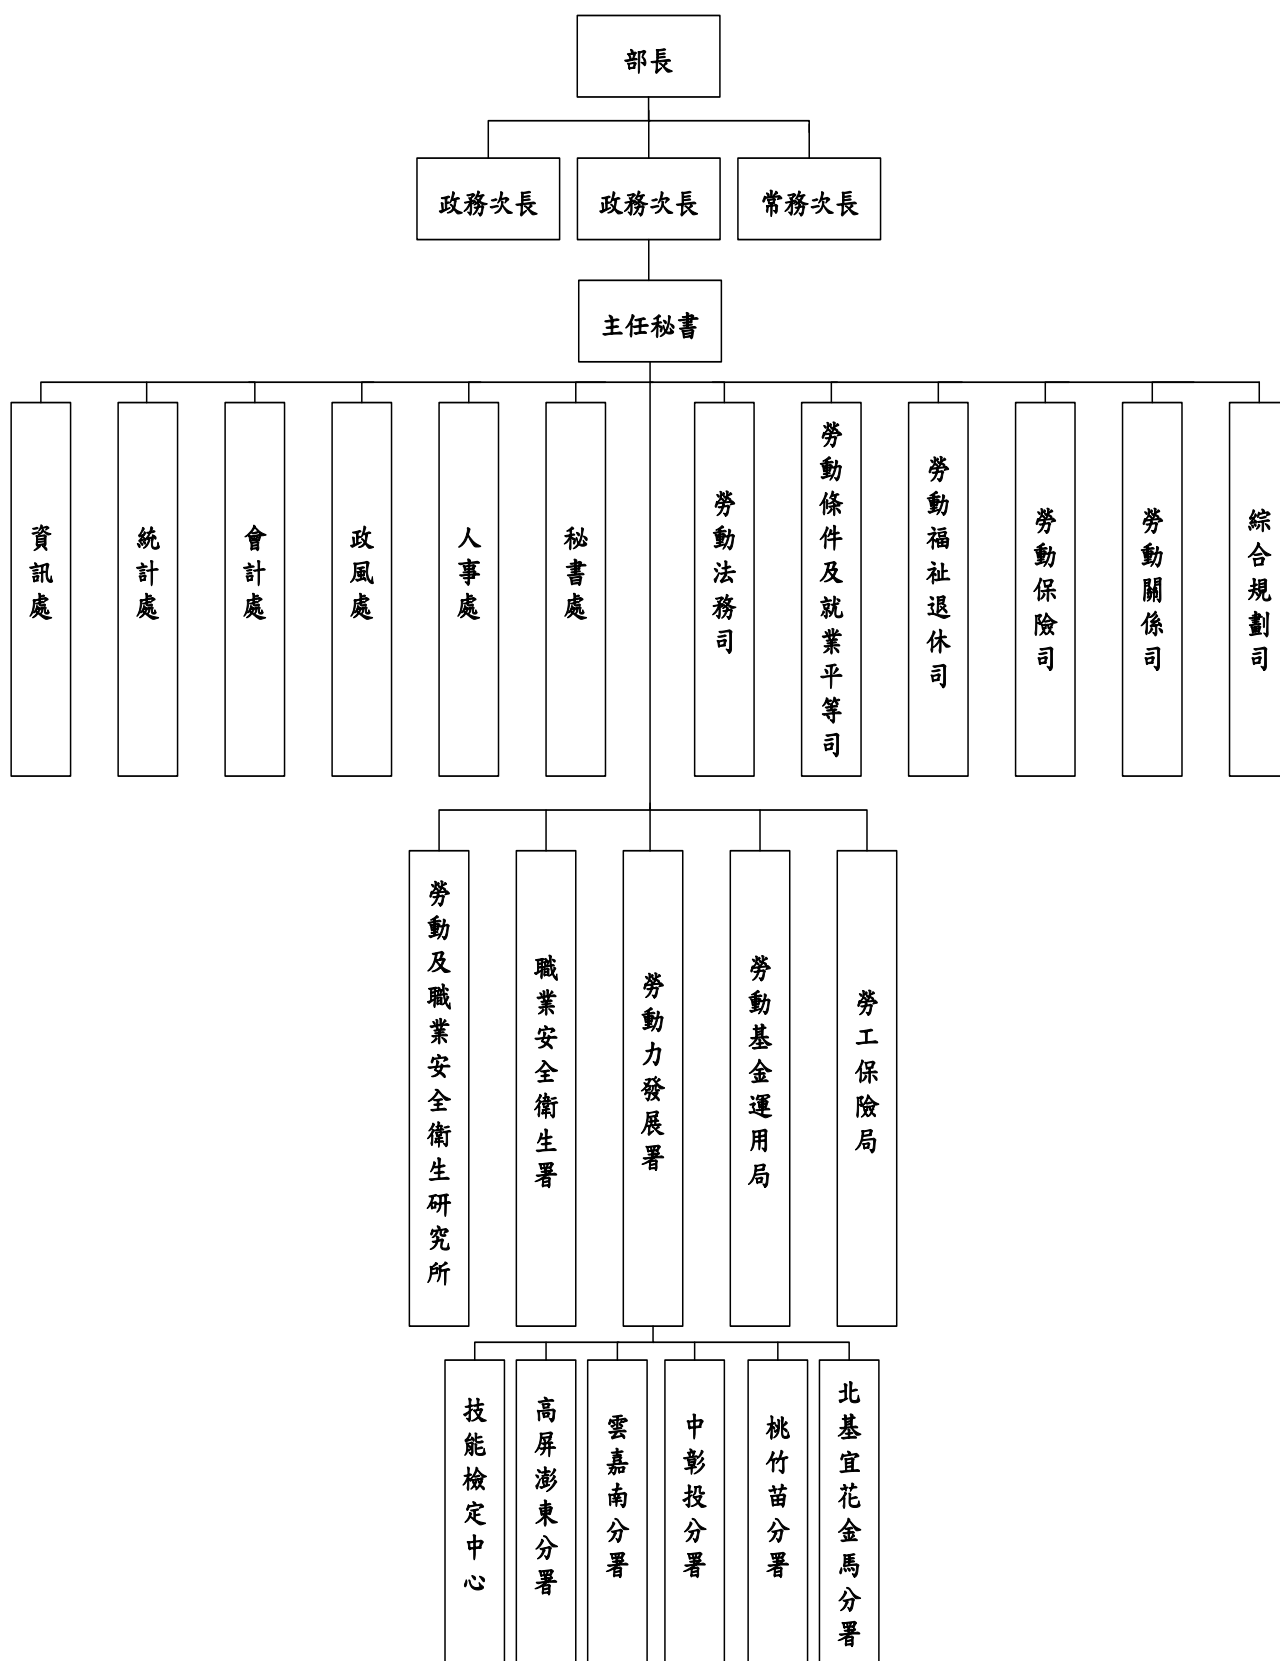 部長
政務次長
政務次長
常務次長
主任秘書
資訊處
統計處
會計處
政風處
人事處
秘書處
勞動法務司
勞動條件及就業平等司
勞動福祉退休司
勞動保險司
勞動關係司
綜合規劃司
勞動及職業安全衛生研究所
職業安全衛生署
勞動力發展署
勞動基金運用局
勞工保險局
技能檢定中心
高屏澎東分署
雲嘉南分署
中彰投分署
桃竹苗分署
北基宜花金馬分署